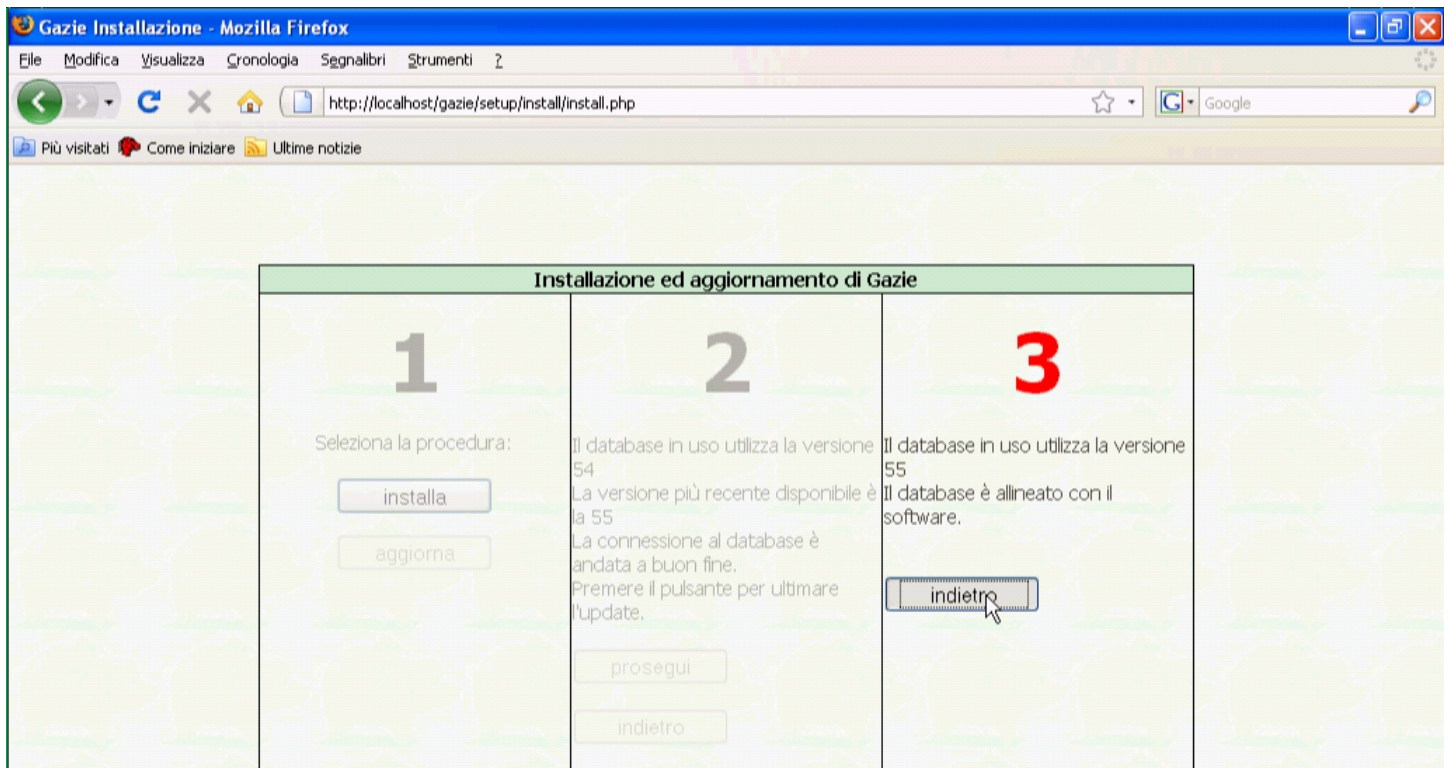 Gazie Installazione - Mozilla Firefox
File Modifica Visualizza Cronologia Segnalibri Strumenti ?
http://localhost/gazie/setup/install/install.php
G Google
Più visitati Come iniziare Ultime notizie
Installazione ed aggiornamento di Gazie
1
Seleziona la procedura:
installa
aggiorna
2
Il database in uso utilizza la versione
54
La versione più recente disponibile è
la 55
La connessione al database è
andata a buon fine.
Premere il pulsante per ultimare
l'update.
prosegui
indietro
3
Il database in uso utilizza la versione
55
Il database è allineato con il
software.
indietro